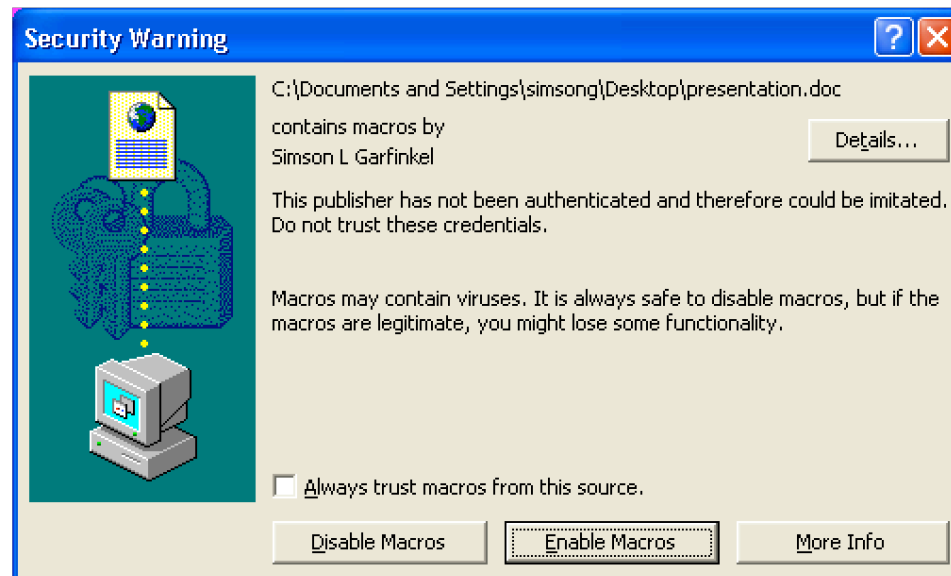 Security Warning
C:\Documents and Settings\simsong\Desktop\presentation.doc
contains macros by
Simson L Garfinkel
Details...
This publisher has not been authenticated and therefore could be imitated.
Do not trust these credentials.
Macros may contain viruses. It is always safe to disable macros, but if the
macros are legitimate, you might lose some functionality.
Always trust macros from this source.
Disable Macros
Enable Macros
More Info